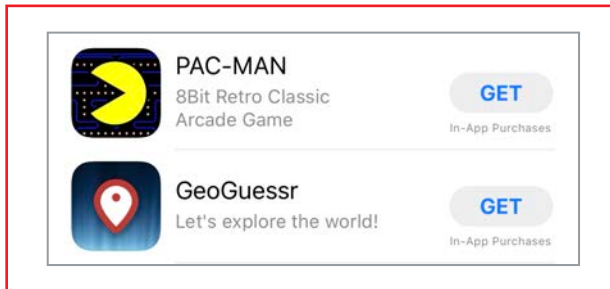 PAC-MAN
8Bit Retro Classic
Arcade Game
GET
In-App Purchases
GeoGuessr
Let's explore the world!
GET
In-App Purchases